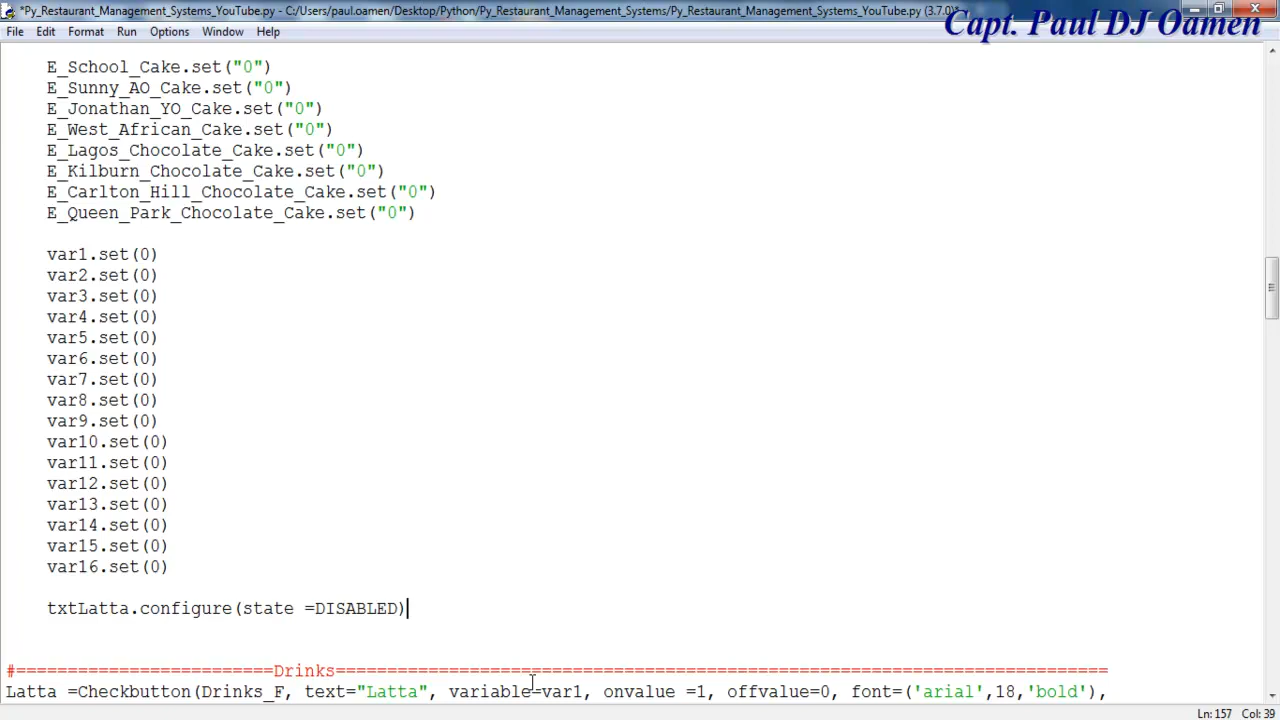 *Py_Restaurant_Management_Systems_YouTube.py - C:/Users/paul.oamen/Desktop/Python/Py_Restaurant_Management_Systems/Py_Restaurant_Management_Systems_YouTube.py (3.7.0)*
Capt. Paul DJ Oamen
File Edit Format Run Options Window Help
E_School_Cake.set("0")
E_Sunny_AO_Cake.set("0")
E_Jonathan_YO_Cake.set("0")
E_West_African_Cake.set("0")
E_Lagos_Chocolate_Cake.set("0")
E_Kilburn_Chocolate_Cake.set("0")
E_Carlton_Hill_Chocolate_Cake.set("0")
E_Queen_Park_Chocolate_Cake.set("0")
var1.set(0)
var2.set(0)
var3.set(0)
var4.set(0)
var5.set(0)
var6.set(0)
var7.set(0)
var8.set(0)
var9.set(0)
var10.set(0)
var11.set(0)
var12.set(0)
var13.set(0)
var14.set(0)
var15.set(0)
var16.set(0)
txtLatta.configure(state =DISABLED)
#=========================Drinks===========================================================================
Latta =Checkbutton(Drinks_F, text="Latta", variable=var1, onvalue =1, offvalue=0, font=('arial',18,'bold'),
Ln: 157 Col: 39